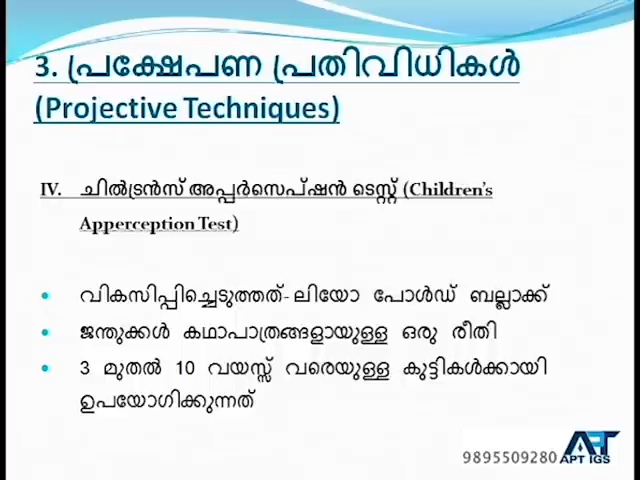 3. പ്രക്ഷേപണ പ്രതിവിധികൾ
(Projective Techniques)
IV. ചിൽട്രൻസ് അപ്പർസെപ്ഷൻ ടെസ്റ്റ് (Children's
Apperception Test)
• വികസിപ്പിച്ചെടുത്തത്- ലിയോ പോൾഡ് ബല്ലാക്ക്
• ജന്തുക്കൾ കഥാപാത്രങ്ങളായുള്ള ഒരു രീതി
• 3 മുതൽ 10 വയസ്സ് വരെയുള്ള കുട്ടികൾക്കായി
ഉപയോഗിക്കുന്നത്
9895509280 APT IGS